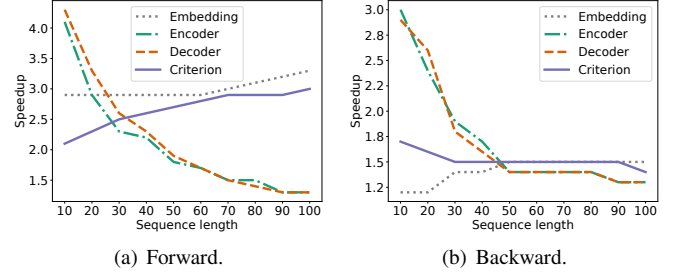 Speedup
4.0
3.5
3.0
2.5
2.0
1.5
Embedding
Encoder
Decoder
Criterion
10 20 30 40 50 60 70 80 90 100
Sequence length
(a) Forward.
Speedup
3.0
2.8
2.5
2.2
2.0
1.8
1.5
1.2
Embedding
Encoder
Decoder
Criterion
10 20 30 40 50 60 70 80 90 100
Sequence length
(b) Backward.